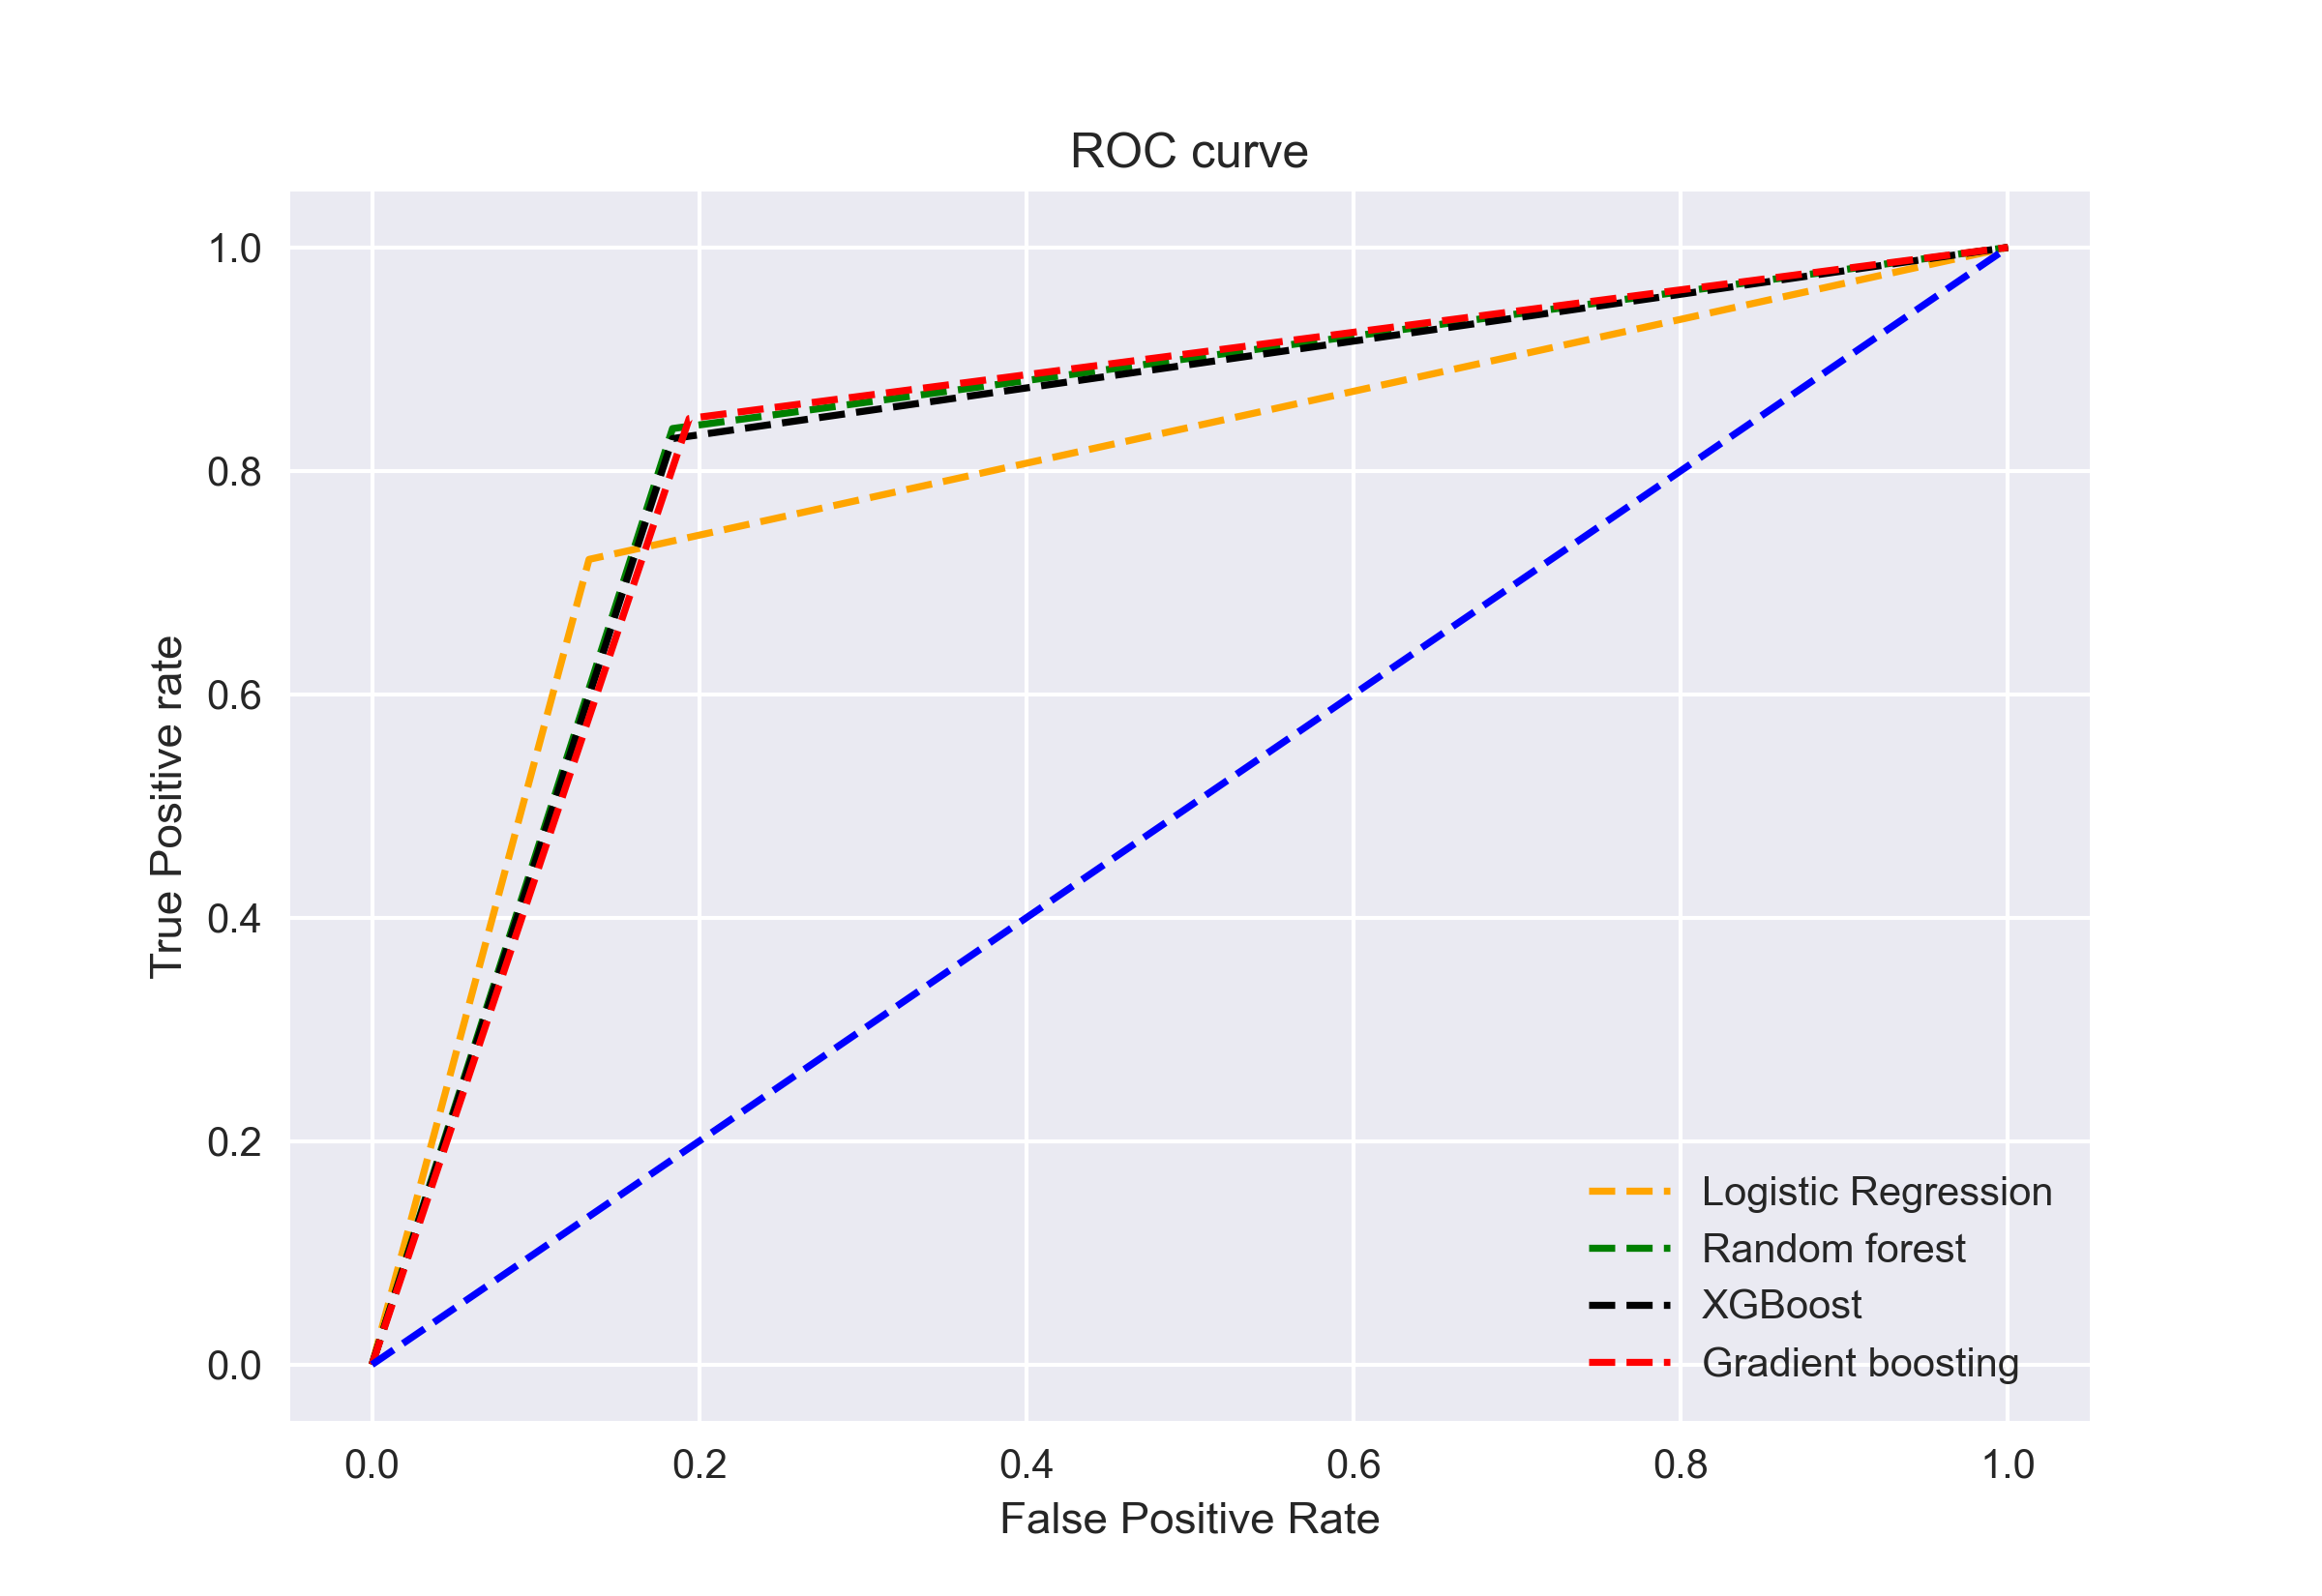 ROC curve
1.0
0.8
0.6
0.4
0.2
0.0
True Positive rate
Logistic Regression
Random forest
XGBoost
Gradient boosting
0.0 0.2 0.4 0.6 0.8 1.0
False Positive Rate